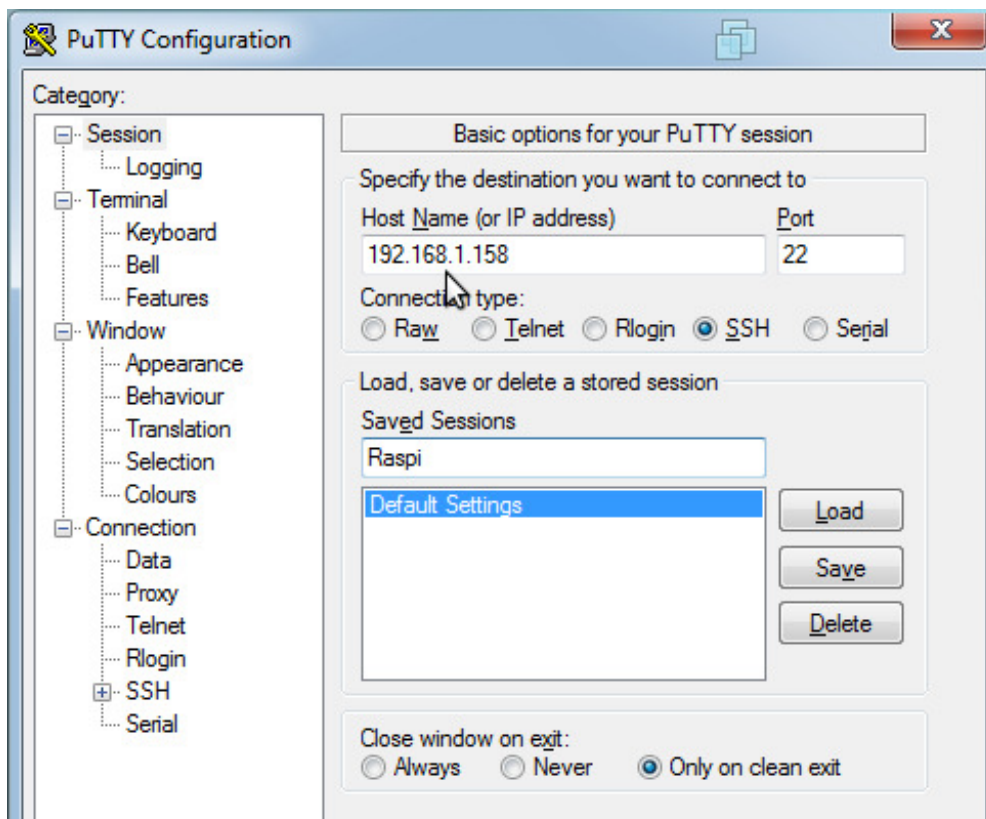 PuTTY Configuration
X
Category:
Session
Logging
Terminal
Keyboard
Bell
Features
Window
Appearance
Behaviour
Translation
Selection
Colours
Connection
Data
Proxy
Telnet
Rlogin
SSH
Serial
Basic options for your PuTTY session
Specify the destination you want to connect to
Host Name (or IP address) Port
192.168.1.158 22
Connection type:
Raw Telnet Rlogin SSH Serial
Load, save or delete a stored session
Saved Sessions
Raspi
Default Settings
Load
Save
Delete
Close window on exit:
Always Never Only on clean exit